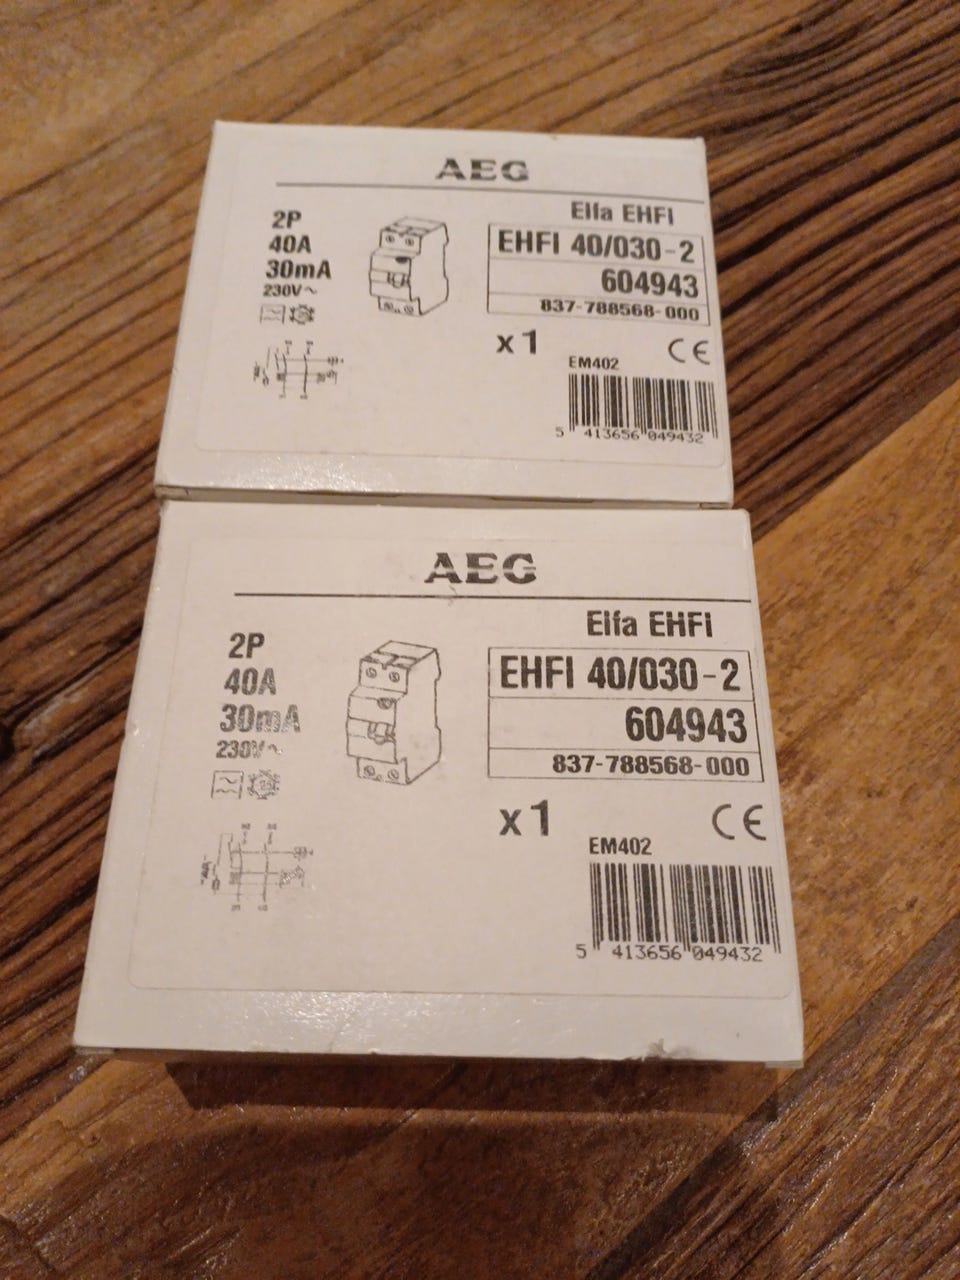 AEG
2P
40A
30mA
230V~
Elfa EHFI
EHFI 40/030-2
604943
837-788568-000
x1
CE
EM402
5 413656 049432
AEG
2P
40A
30mA
230V~
Elfa EHFI
EHFI 40/030-2
604943
837-788568-000
x1
CE
EM402
5 413656 049432